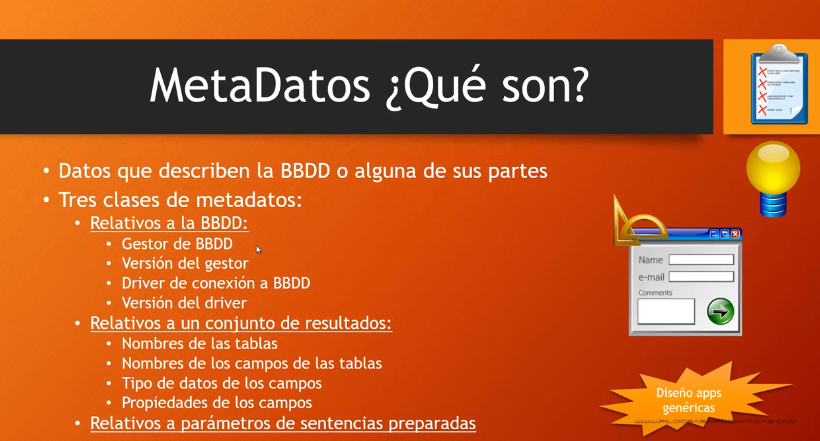 MetaDatos ¿Qué son?
Datos que describen la BBDD o alguna de sus partes
Tres clases de metadatos:
Relativos a la BBDD:
Gestor de BBDD
Versión del gestor
Driver de conexión a BBDD
Versión del driver
Relativos a un conjunto de resultados:
Nombres de las tablas
Nombres de los campos de las tablas
Tipo de datos de los campos
Propiedades de los campos
Relativos a parámetros de sentencias preparadas
Name
e-mail
Comments
Diseño apps
genéricas